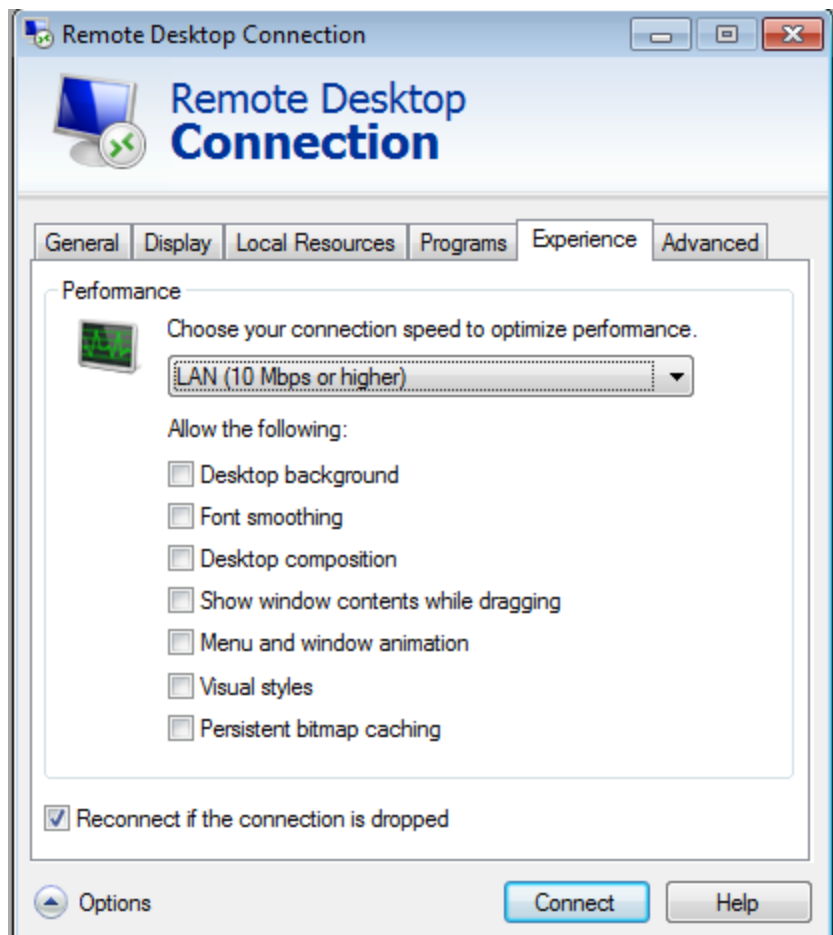 Remote Desktop Connection
Remote Desktop
Connection
General Display Local Resources Programs Experience Advanced
Performance
Choose your connection speed to optimize performance.
LAN (10 Mbps or higher)
Allow the following:
Desktop background
Font smoothing
Desktop composition
Show window contents while dragging
Menu and window animation
Visual styles
Persistent bitmap caching
Reconnect if the connection is dropped
Options Connect Help